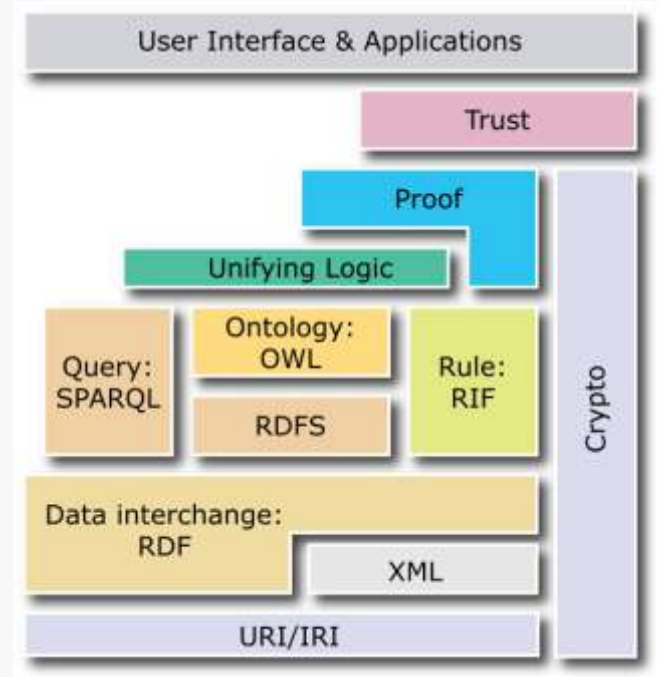 User Interface & Applications
Trust
Proof
Unifying Logic
Query:
SPARQL
Ontology:
OWL
Rule:
RIF
RDFS
Crypto
Data interchange:
RDF
XML
URI/IRI